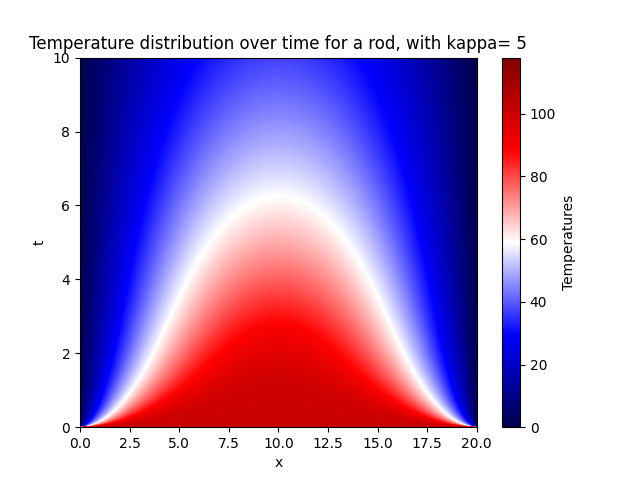 Temperature distribution over time for a rod, with kappa= 5
10
8
6
4
2
0
t
0.0 2.5 5.0 7.5 10.0 12.5 15.0 17.5 20.0
x
100
80
60
40
20
0
Temperatures